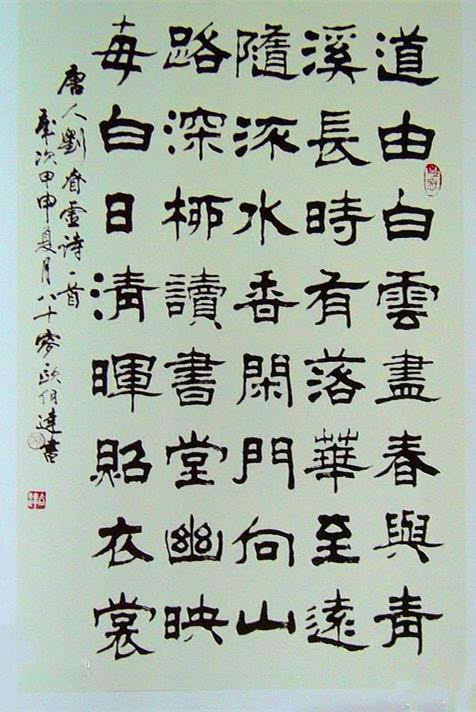 道由白雲盡春與青
溪長時有落華至遠
隨流水香閑門向山
路深柳讀書堂幽映
每白日清暉照衣裳
唐人劉眘虛诗一首
歲次甲申夏月八十零歐伯達書